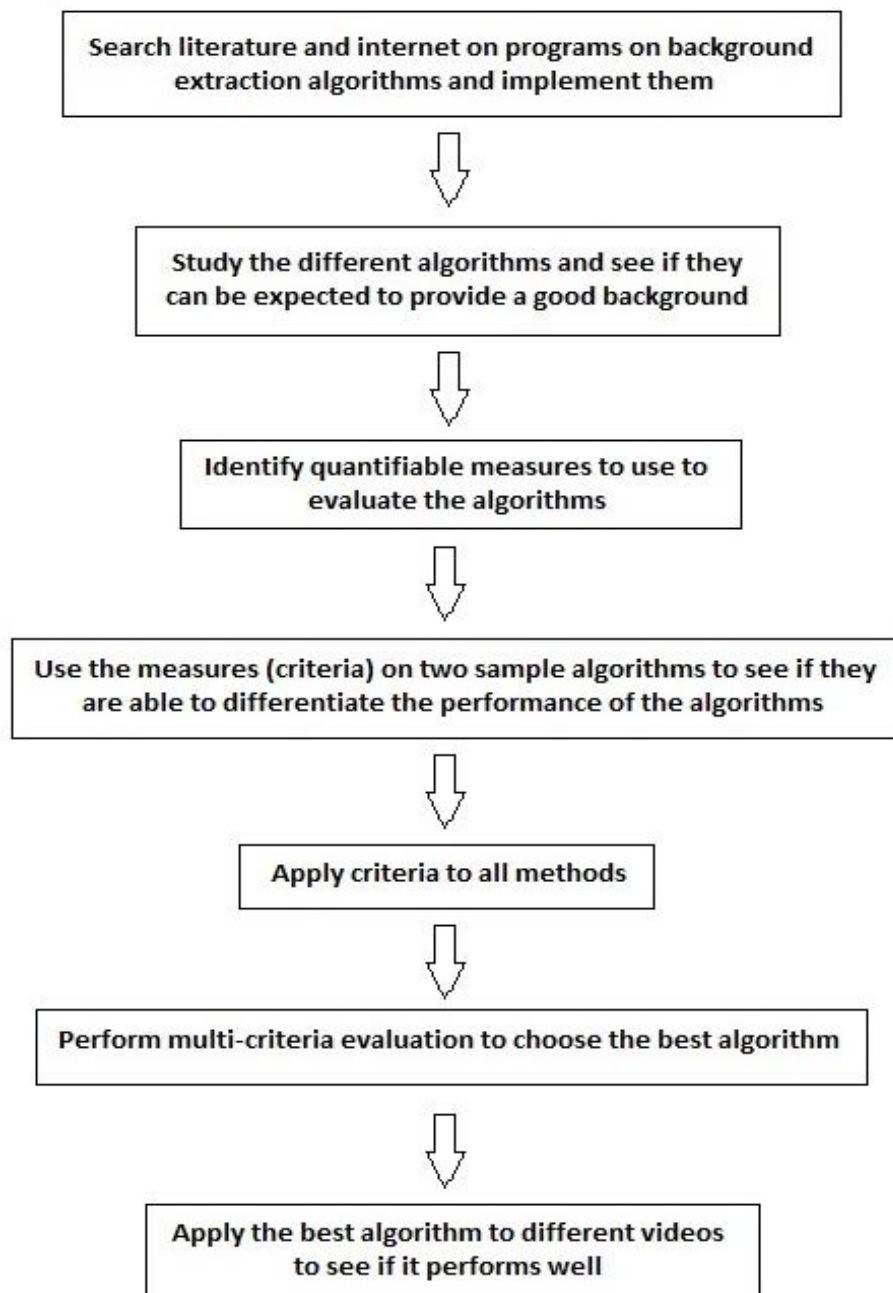 Search literature and internet on programs on background
extraction algorithms and implement them
Study the different algorithms and see if they
can be expected to provide a good background
Identify quantifiable measures to use to
evaluate the algorithms
Use the measures (criteria) on two sample algorithms to see if they
are able to differentiate the performance of the algorithms
Apply criteria to all methods
Perform multi-criteria evaluation to choose the best algorithm
Apply the best algorithm to different videos
to see if it performs well